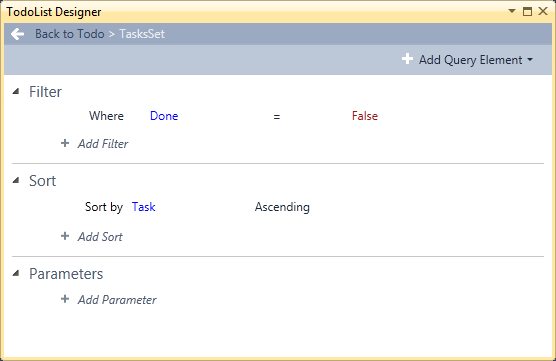 TodoList Designer
Back to Todo > TasksSet
Add Query Element
Filter
Where Done = False
Add Filter
Sort
Sort by Task Ascending
Add Sort
Parameters
Add Parameter